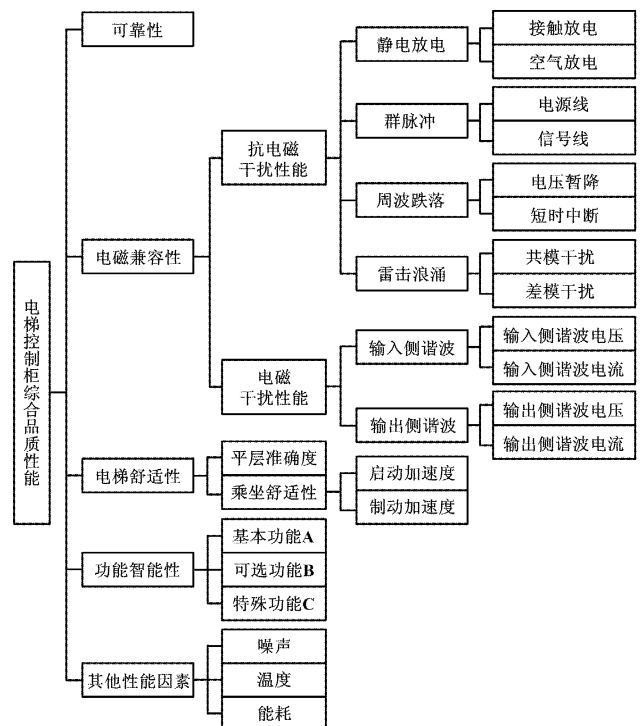 电梯控制柜综合品质性能
可靠性
电磁兼容性
抗电磁
干扰性能
静电放电
接触放电
空气放电
群脉冲
电源线
信号线
周波跌落
电压暂降
短时中断
雷击浪涌
共模干扰
差模干扰
电磁
干扰性能
输入侧谐波
输入侧谐波电压
输入侧谐波电流
输出侧谐波
输出侧谐波电压
输出侧谐波电流
电梯舒适性
平层准确度
乘坐舒适性
启动加速度
制动加速度
功能智能性
基本功能A
可选功能B
特殊功能C
其他性能因素
噪声
温度
能耗